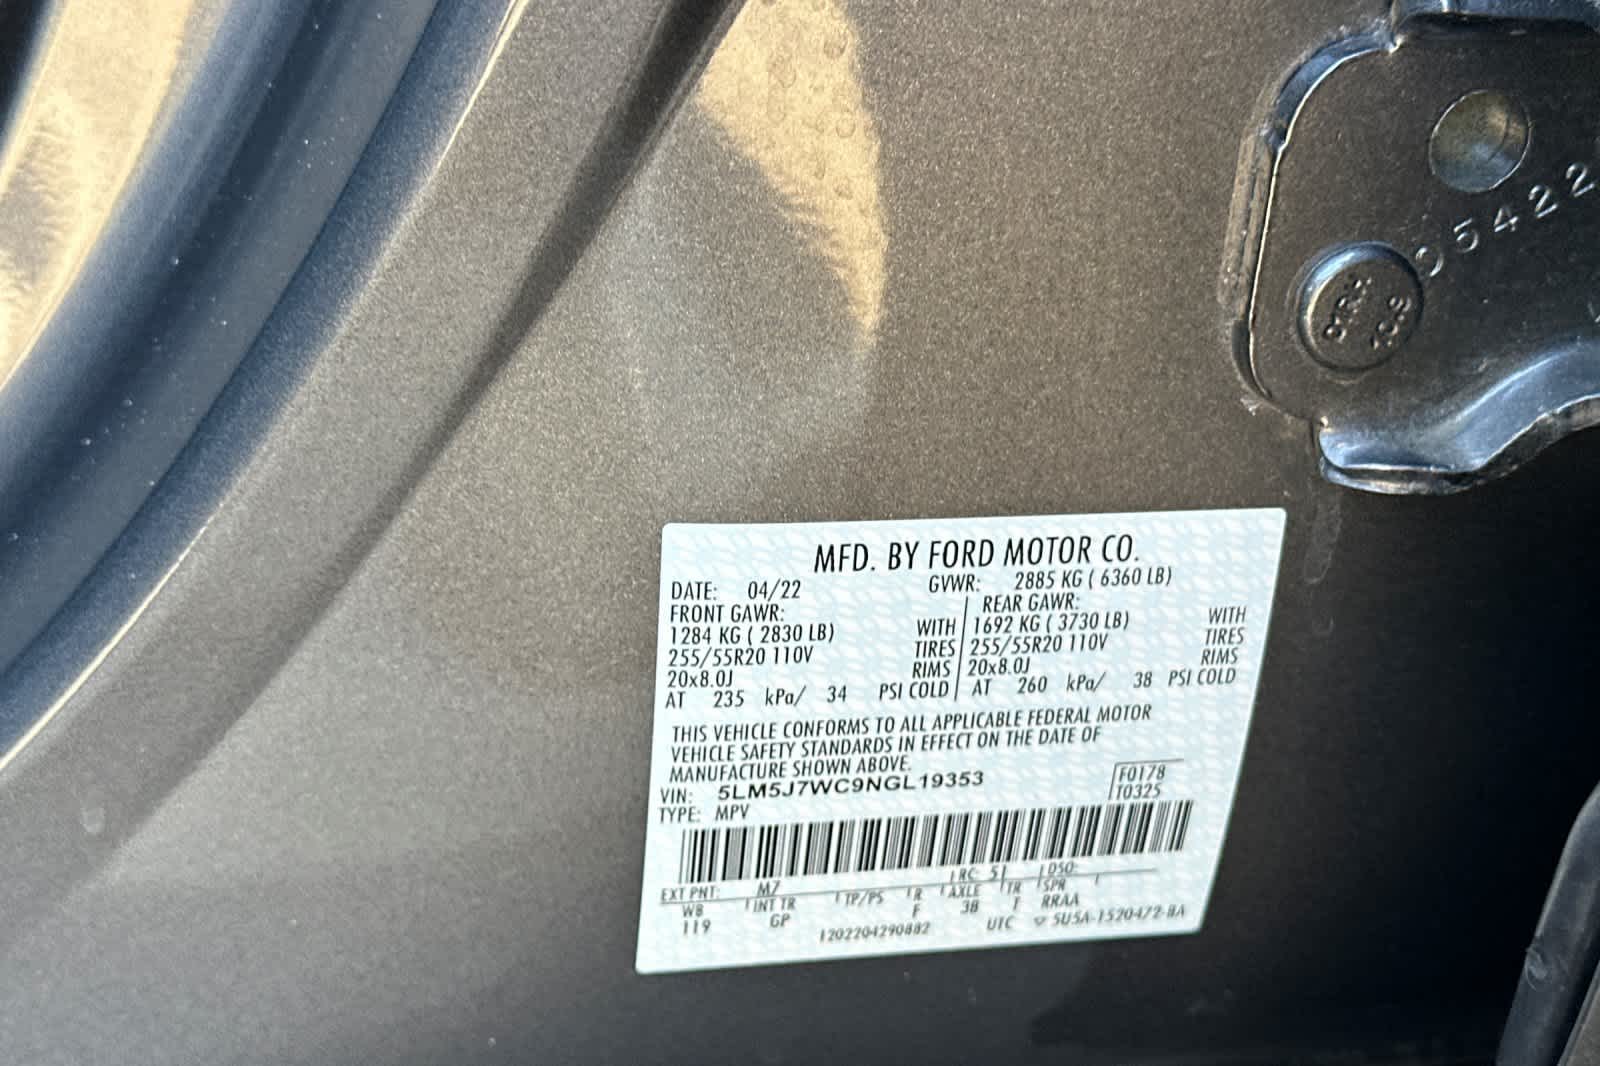 05422
10.9
MFD. BY FORD MOTOR CO.
DATE: 04/22 GVWR: 2885 KG ( 6360 LB)
FRONT GAWR: REAR GAWR:
1284 KG ( 2830 LB) WITH 1692 KG ( 3730 LB) WITH
255/55R20 110V TIRES 255/55R20 110V TIRES
20x8.0J RIMS 20x8.0J RIMS
AT 235 kPa/ 34 PSI COLD AT 260 kPa/ 38 PSI COLD
THIS VEHICLE CONFORMS TO ALL APPLICABLE FEDERAL MOTOR
VEHICLE SAFETY STANDARDS IN EFFECT ON THE DATE OF
MANUFACTURE SHOWN ABOVE.
VIN: 5LM5J7WC9NGL19353 F0178
TYPE: MPV T0325
EXT PNT: M7 RC: 51 DSO:
W8 INT TR TP/PS R AXLE TR SPR
119 GP F 38 T RRAA
1202204290882 UTC 5U5A-1520472-BA